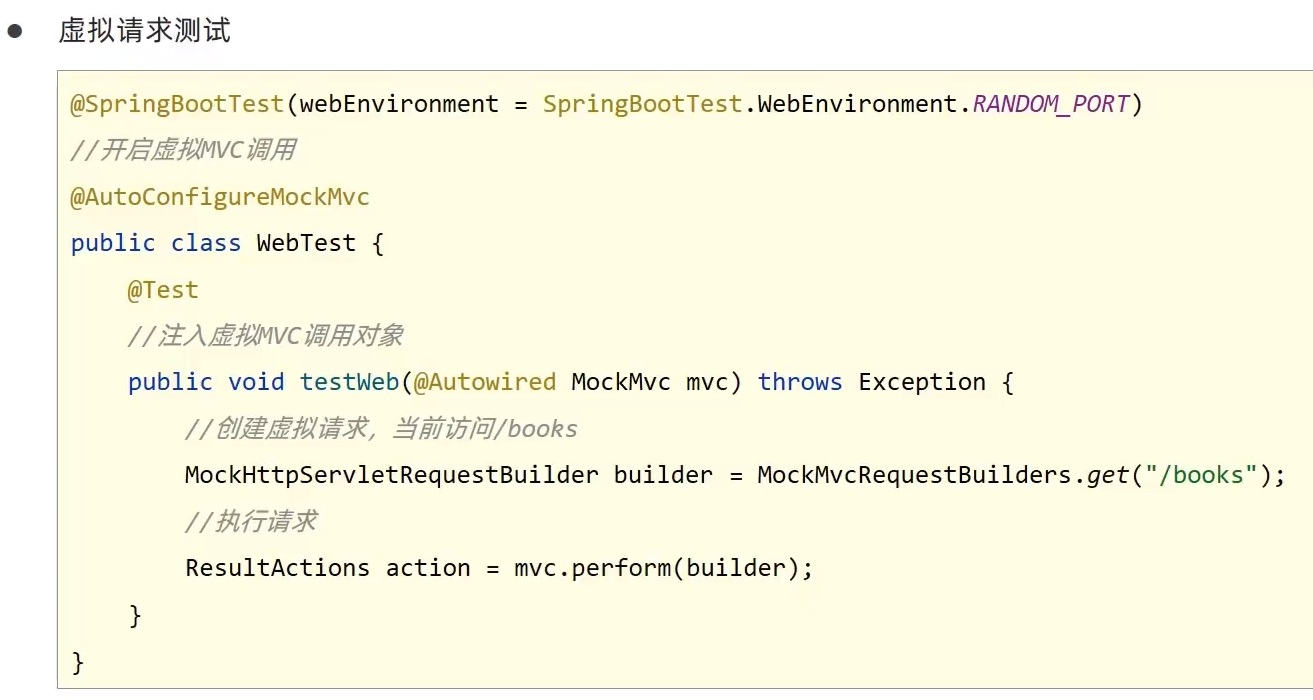 ● 虚拟请求测试
@SpringBootTest(webEnvironment = SpringBootTest.WebEnvironment.RANDOM_PORT)
//开启虚拟MVC调用
@AutoConfigureMockMvc
public class WebTest {
    @Test
    //注入虚拟MVC调用对象
    public void testWeb(@Autowired MockMvc mvc) throws Exception {
        //创建虚拟请求，当前访问/books
        MockHttpServletRequestBuilder builder = MockMvcRequestBuilders.get("/books");
        //执行请求
        ResultActions action = mvc.perform(builder);
    }
}